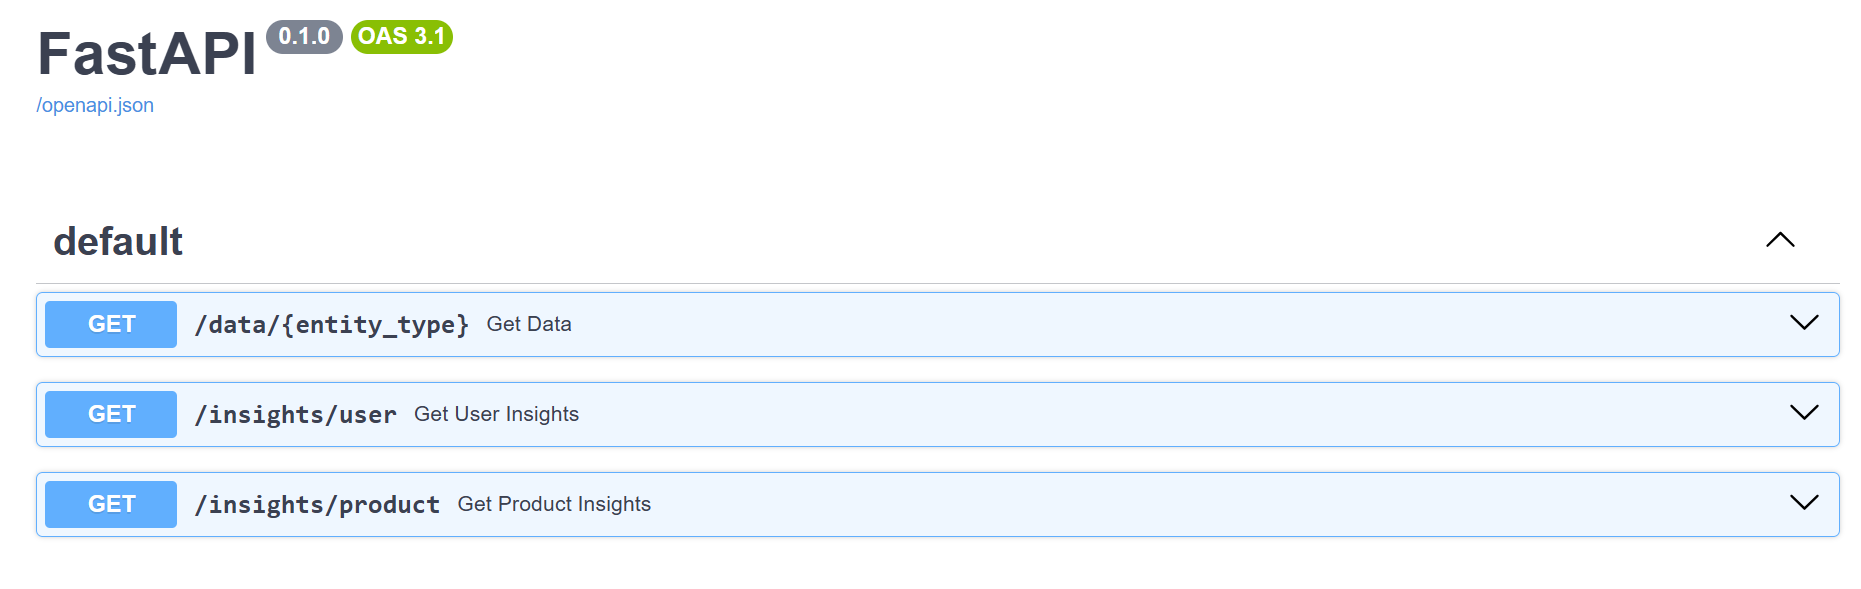 FastAPI 0.1.0 OAS 3.1
/openapi.json
default
GET /data/{entity_type} Get Data
GET /insights/user Get User Insights
GET /insights/product Get Product Insights